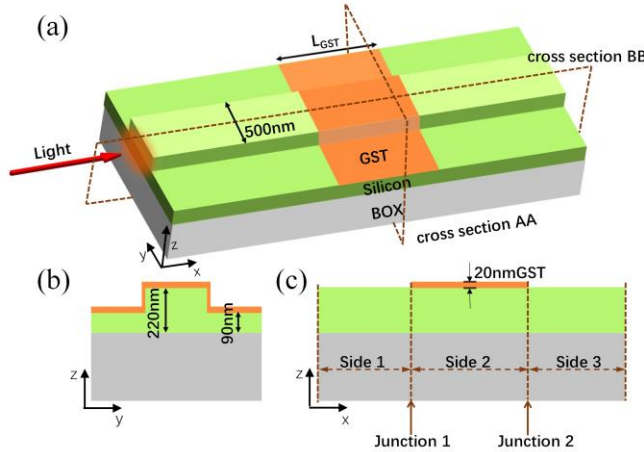 (a)
L_GST
cross section BB
500nm
Light
GST
Silicon
BOX
cross section AA
z
y
x
(b)
220nm
90nm
z
y
(c)
20nmGST
Side 1
Side 2
Side 3
z
x
Junction 1
Junction 2